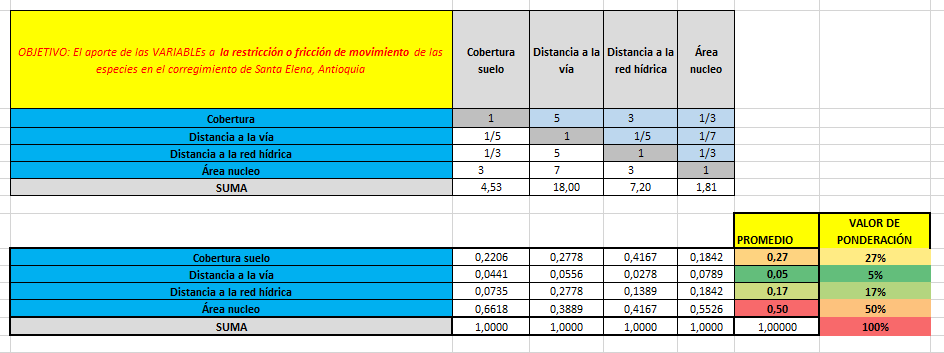 OBJETIVO: El aporte de las VARIABLEs a la restricción o fricción de movimiento de las
especies en el corregimiento de Santa Elena, Antioquia
Cobertura
suelo
Distancia a la
vía
Distancia a la
red hídrica
Área
nucleo
Cobertura 1 5 3 1/3
Distancia a la vía 1/5 1 1/5 1/7
Distancia a la red hídrica 1/3 5 1 1/3
Área nucleo 3 7 3 1
SUMA 4,53 18,00 7,20 1,81
PROMEDIO
VALOR DE
PONDERACIÓN
Cobertura suelo 0,2206 0,2778 0,4167 0,1842 0,27 27%
Distancia a la vía 0,0441 0,0556 0,0278 0,0789 0,05 5%
Distancia a la red hídrica 0,0735 0,2778 0,1389 0,1842 0,17 17%
Área nucleo 0,6618 0,3889 0,4167 0,5526 0,50 50%
SUMA 1,0000 1,0000 1,0000 1,0000 1,00000 100%